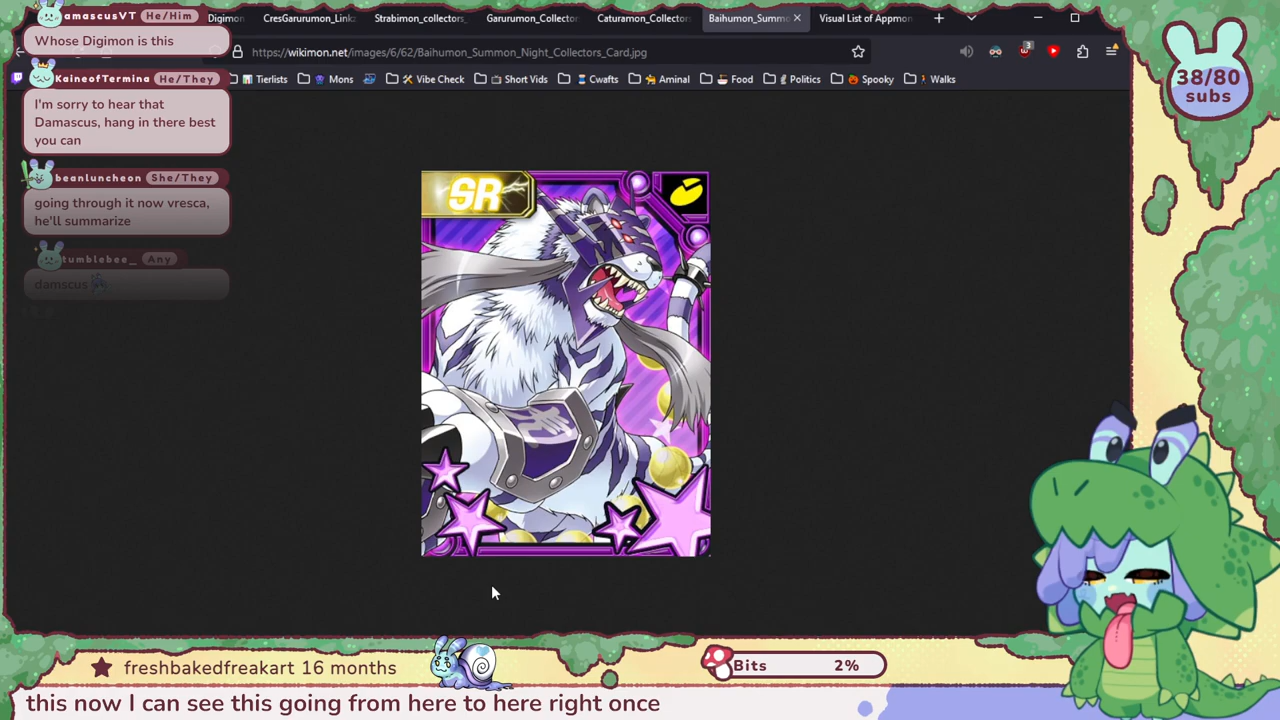 amascusVT He/Him
Whose Digimon is this
KaineofTermina He/They
I'm sorry to hear that
Damascus, hang in there best
you can
beanluncheon She/They
going through it now vresca,
he'll summarize
tumblebee_ Any
damscus
Digimon
CresGarurumon_Link
Strabimon_collectors_
Garurumon_Collector
Caturamon_Collector
Baihumon_Summo
Visual List of Appmon
https://wikimon.net/images/6/62/Baihumon_Summon_Night_Collectors_Card.jpg
3
Tierlists
Mons
Vibe Check
Short Vids
Cwafts
Aminal
Food
Politics
Spooky
Walks
38/80
subs
SR
freshbakedfreakart 16 months
Bits 2%
this now I can see this going from here to here right once